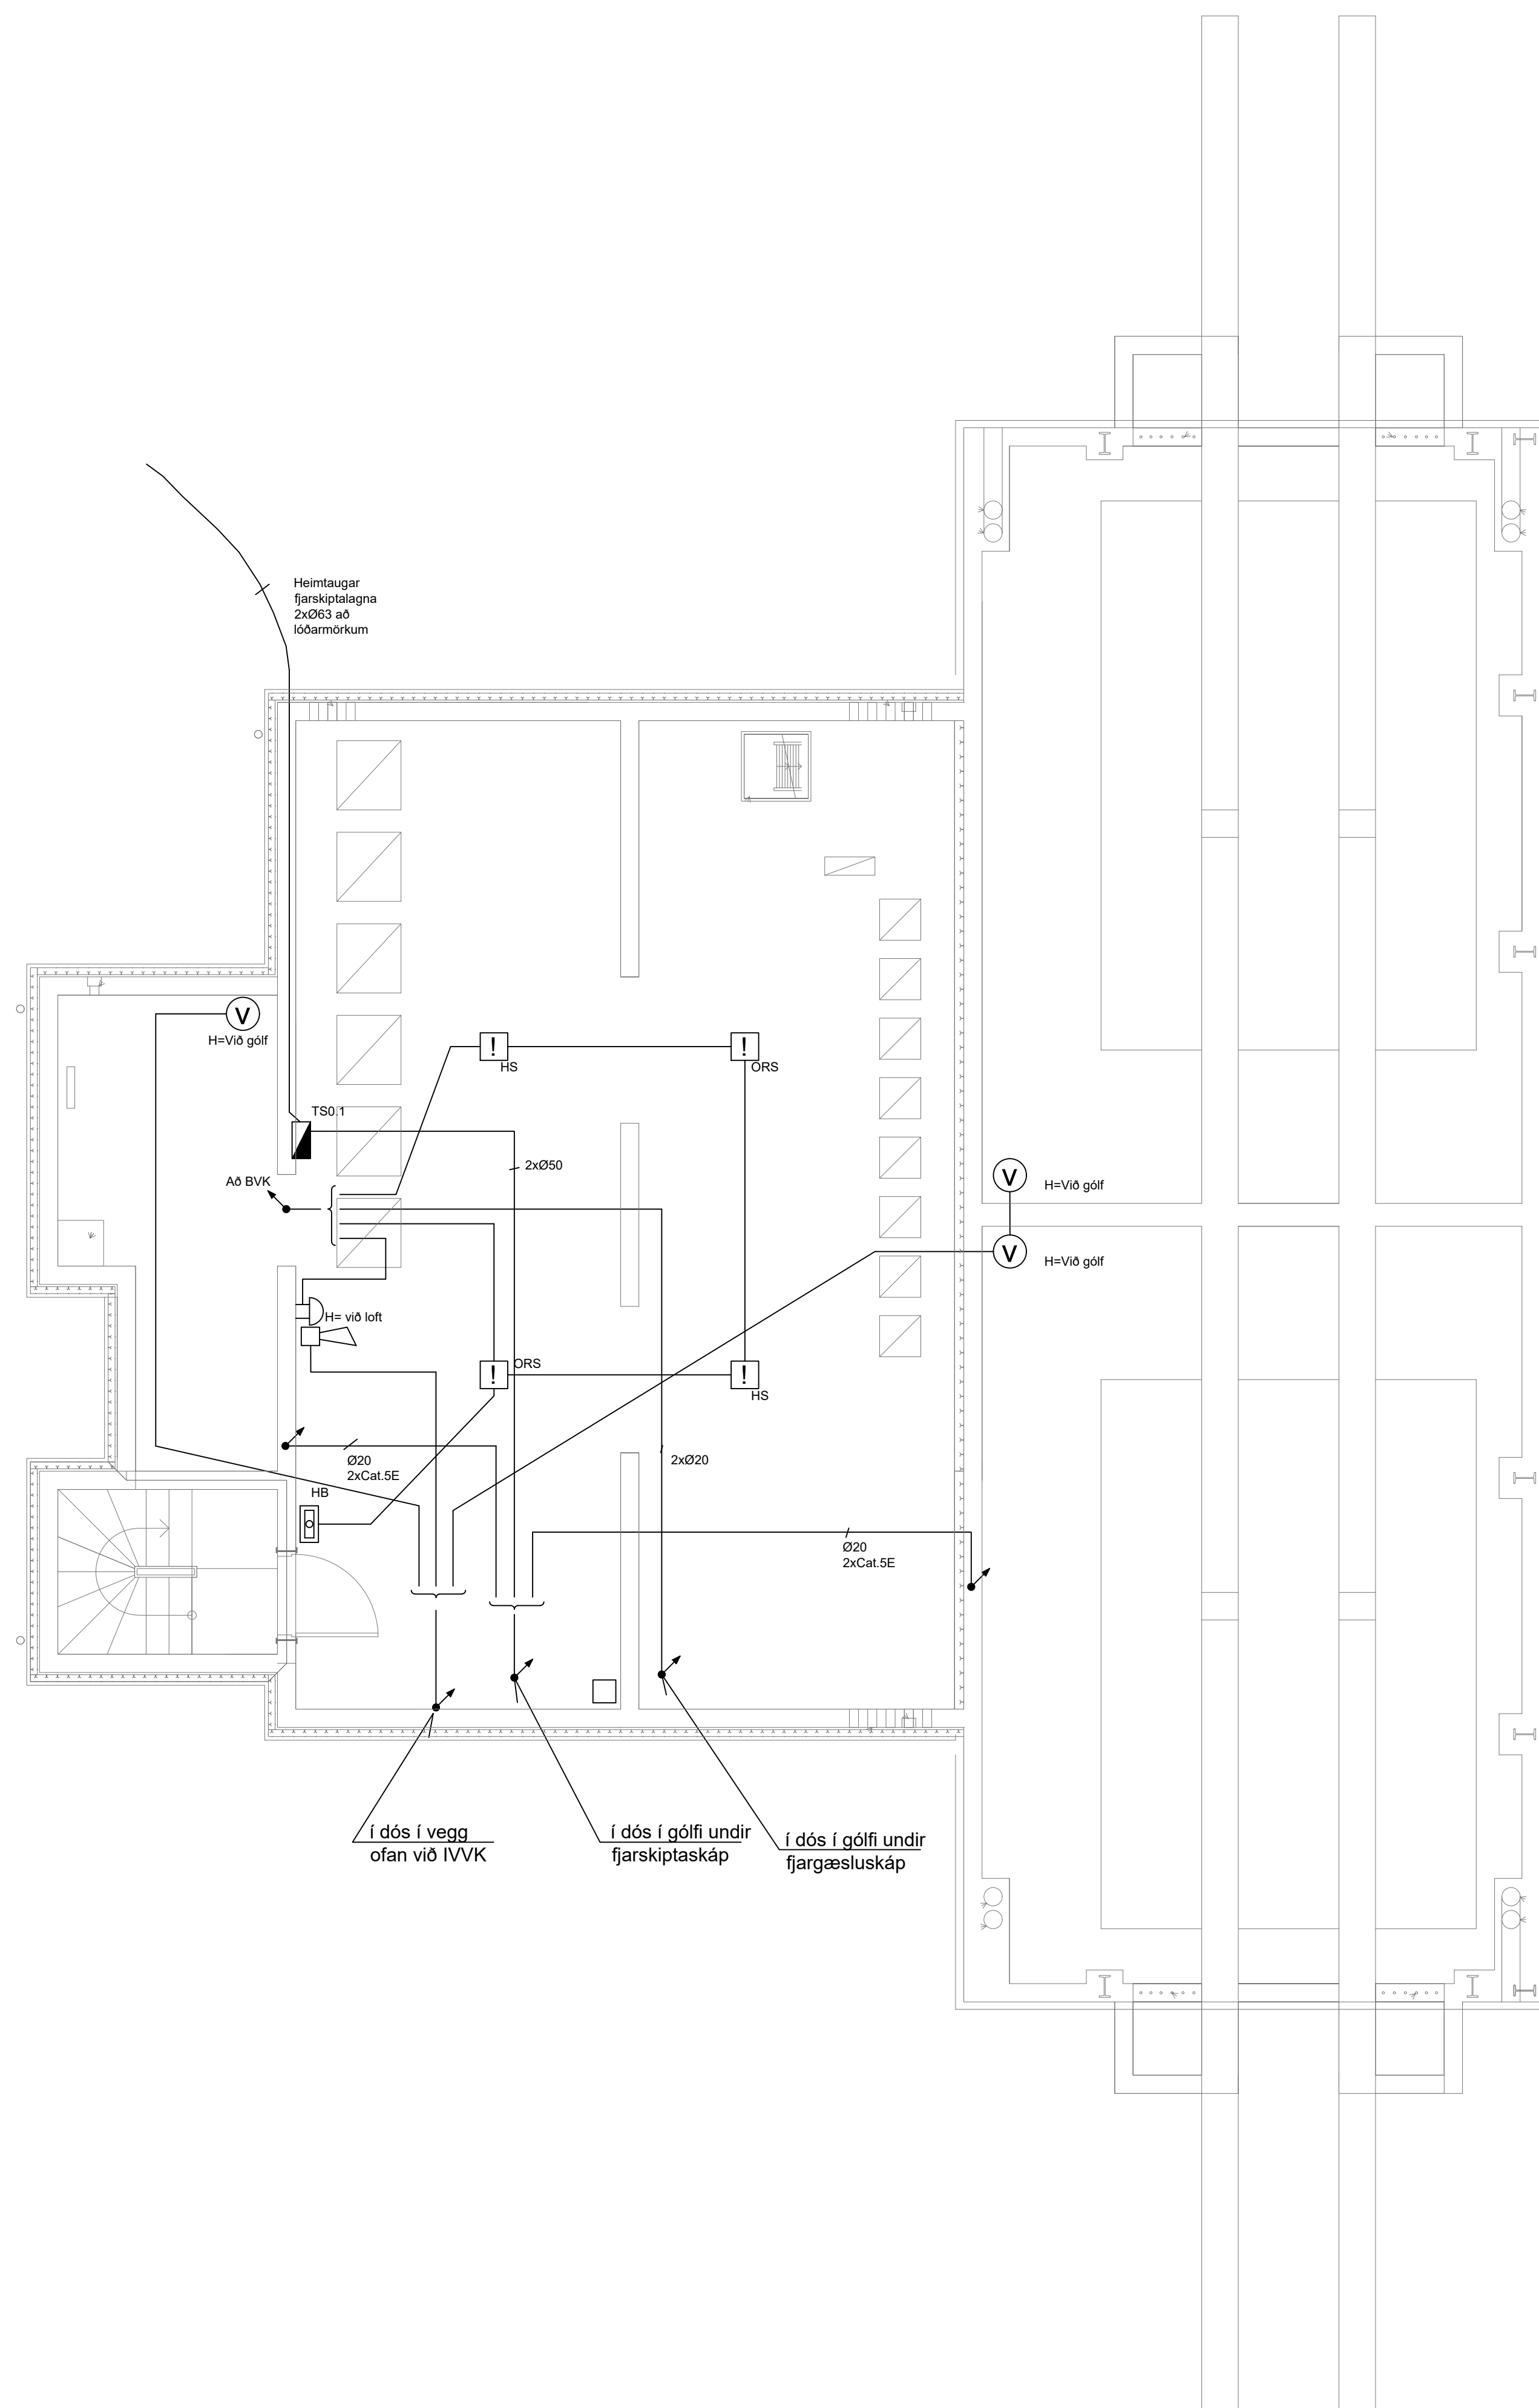 Heimtaugar
fjarskiptalagna
2xØ63 að
lóðarmörkum
V
H=Við gólf
!
HS
!
ORS
TS0.1
2xØ50
Að BVK
V
H=Við gólf
V
H=Við gólf
H= við loft
!
ORS
!
HS
Ø20
2xCat.5E
2xØ20
HB
Ø20
2xCat.5E
í dós í vegg
ofan við IVVK
í dós í gólfi undir
fjarskiptaskáp
í dós í gólfi undir
fjargæsluskáp